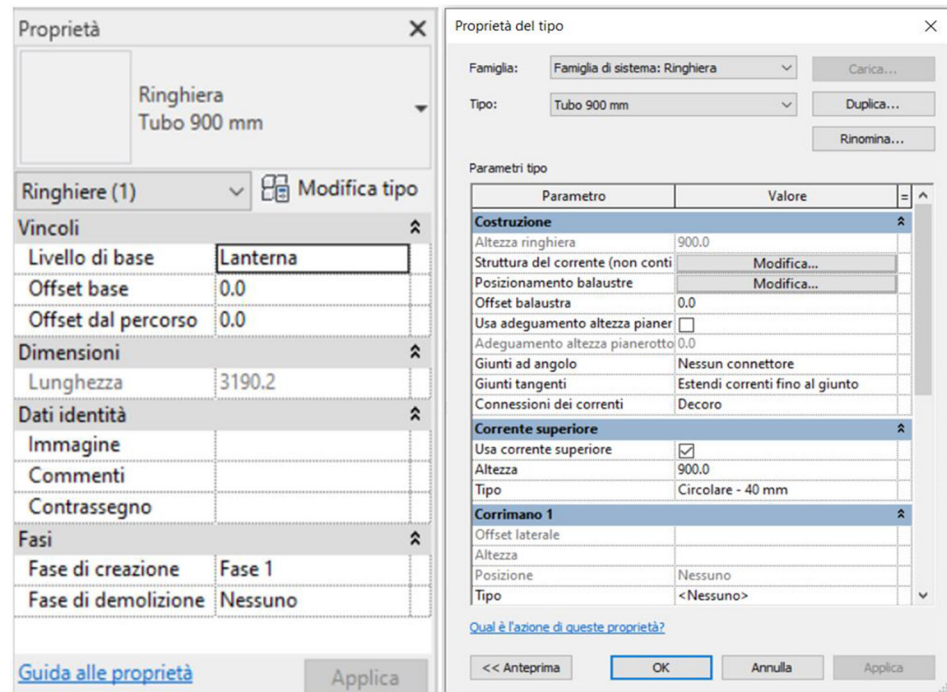 Proprietà
Ringhiera
Tubo 900 mm
Ringhiere (1)
Modifica tipo
Vincoli
Livello di base Lanterna
Offset base 0.0
Offset dal percorso 0.0
Dimensioni
Lunghezza 3190.2
Dati identità
Immagine
Commenti
Contrassegno
Fasi
Fase di creazione Fase 1
Fase di demolizione Nessuno
Guida alle proprietà Applica
Proprietà del tipo
Famiglia: Famiglia di sistema: Ringhiera Carica...
Tipo: Tubo 900 mm Duplica...
Rinomina...
Parametri tipo
Parametro Valore =
Costruzione
Altezza ringhiera 900.0
Struttura del corrente (non conti Modifica...
Posizionamento balaustre Modifica...
Offset balaustra 0.0
Usa adeguamento altezza pianer
Adeguamento altezza pianerotto 0.0
Giunti ad angolo Nessun connettore
Giunti tangenti Estendi correnti fino al giunto
Connessioni dei correnti Decoro
Corrente superiore
Usa corrente superiore
Altezza 900.0
Tipo Circolare - 40 mm
Corrimano 1
Offset laterale
Altezza
Posizione Nessuno
Tipo <Nessuno>
Qual è l'azione di queste proprietà?
<< Anteprima OK Annulla Applica